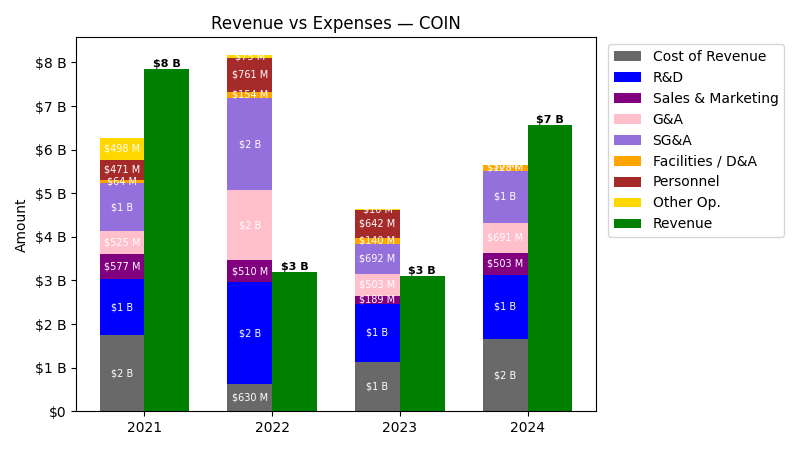 Revenue vs Expenses — COIN
Amount
$8 B
$7 B
$6 B
$5 B
$4 B
$3 B
$2 B
$1 B
$0
$8 B
$498 M
$471 M
$64 M
$1 B
$525 M
$577 M
$1 B
$2 B
$761 M
$154 M
$2 B
$2 B
$510 M
$2 B
$630 M
$3 B
$642 M
$140 M
$692 M
$503 M
$189 M
$1 B
$1 B
$3 B
$1 B
$691 M
$503 M
$1 B
$2 B
$7 B
2021
2022
2023
2024
Cost of Revenue
R&D
Sales & Marketing
G&A
SG&A
Facilities / D&A
Personnel
Other Op.
Revenue